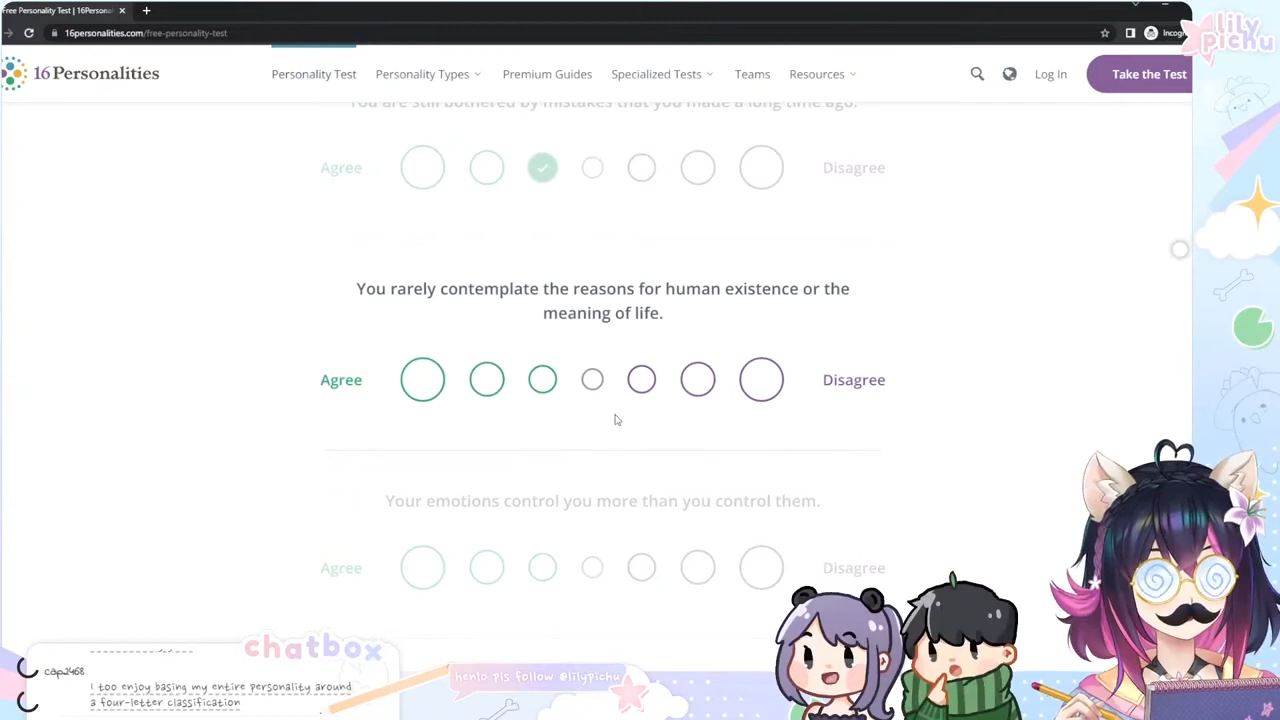 Free Personality Test | 16Persona
16personalities.com/free-personality-test
Incogn
lily
pichu
16Personalities
Personality Test
Personality Types
Premium Guides
Specialized Tests
Teams
Resources
Log In
Take the Test
You are still bothered by mistakes that you made a long time ago.
Agree
Disagree
You rarely contemplate the reasons for human existence or the
meaning of life.
Agree
Disagree
Your emotions control you more than you control them.
Agree
Disagree
chatbox
cap2468
I too enjoy basing my entire personality around
a four-letter classification
henlo pls follow @lilypichu